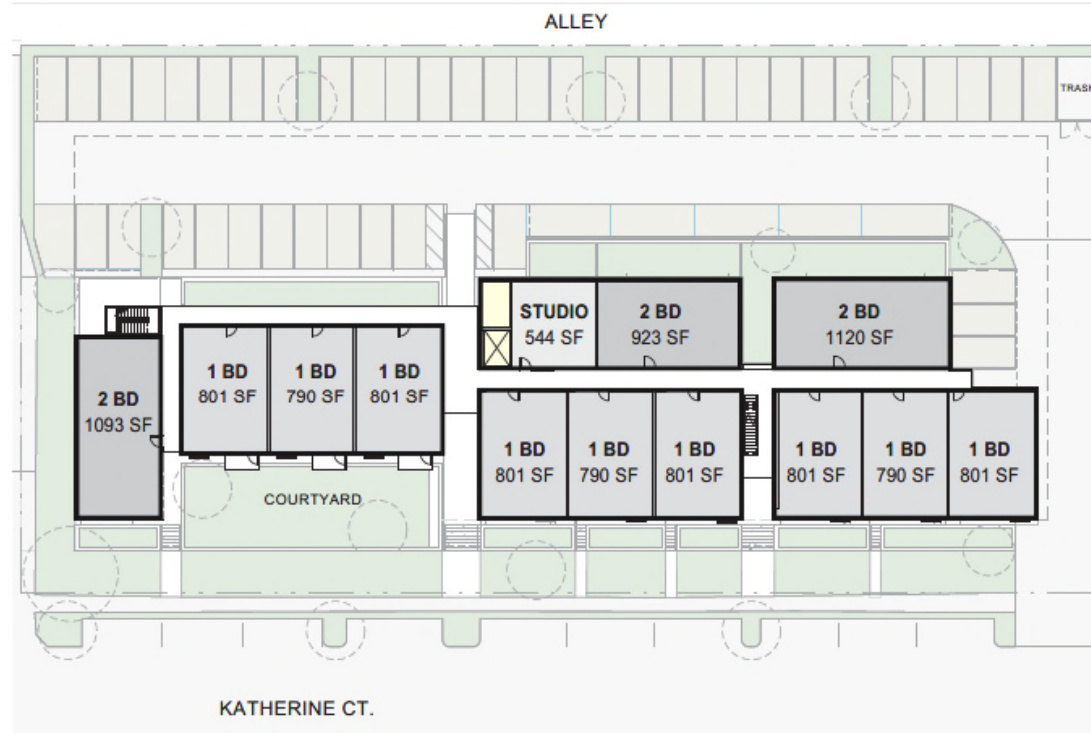 ALLEY
TRASH
STUDIO
544 SF
2 BD
923 SF
2 BD
1120 SF
1 BD
801 SF
1 BD
790 SF
1 BD
801 SF
2 BD
1093 SF
1 BD
801 SF
1 BD
790 SF
1 BD
801 SF
1 BD
801 SF
1 BD
790 SF
1 BD
801 SF
COURTYARD
KATHERINE CT.